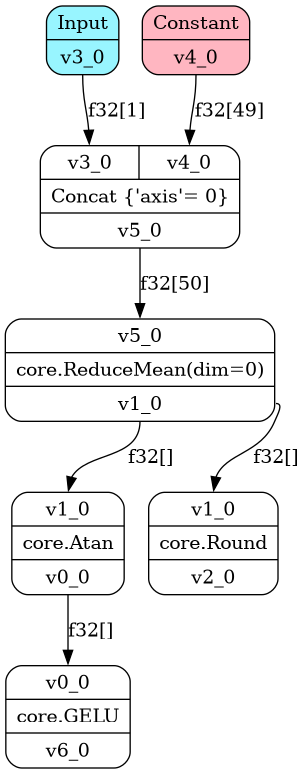 Input
v3_0
Constant
v4_0
f32[1]
f32[49]
v3_0 v4_0
Concat {'axis'= 0}
v5_0
f32[50]
v5_0
core.ReduceMean(dim=0)
v1_0
f32[]
f32[]
v1_0
core.Atan
v0_0
v1_0
core.Round
v2_0
f32[]
v0_0
core.GELU
v6_0